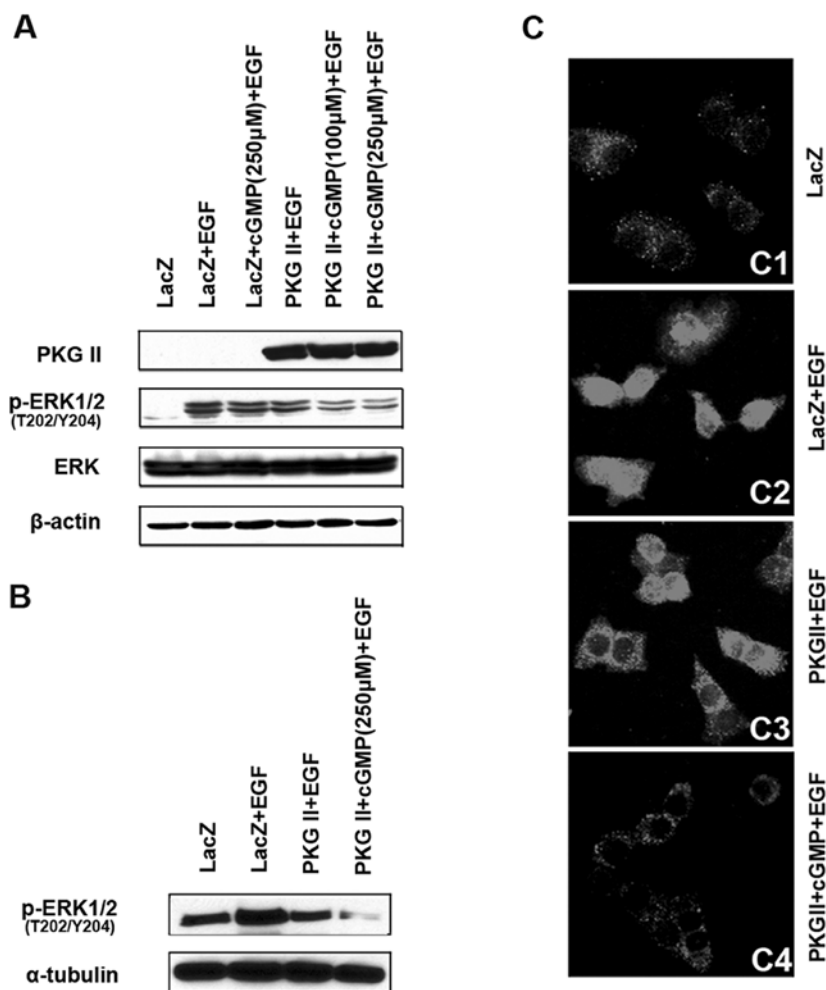 A
LacZ
LacZ+EGF
LacZ+cGMP(250μM)+EGF
PKG II+EGF
PKG II+cGMP(100μM)+EGF
PKG II+cGMP(250μM)+EGF
PKG II
p-ERK1/2
(T202/Y204)
ERK
β-actin
B
LacZ
LacZ+EGF
PKG II+EGF
PKG II+cGMP(250μM)+EGF
p-ERK1/2
(T202/Y204)
α-tubulin
C
C1
LacZ
C2
LacZ+EGF
C3
PKGII+EGF
C4
PKGII+cGMP+EGF